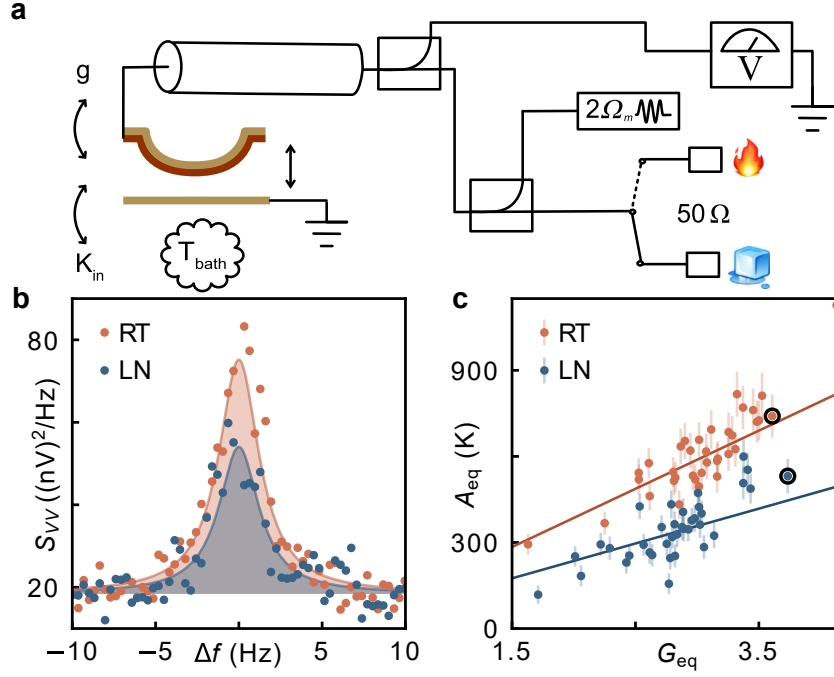 a
g
K_in
T_bath
V
2Ω_m
50 Ω
b
RT
LN
80
20
S_VV ((nV)²/Hz)
−10
−5
Δf (Hz)
5
10
c
RT
LN
900
300
0
A_eq (K)
1.5
G_eq
3.5